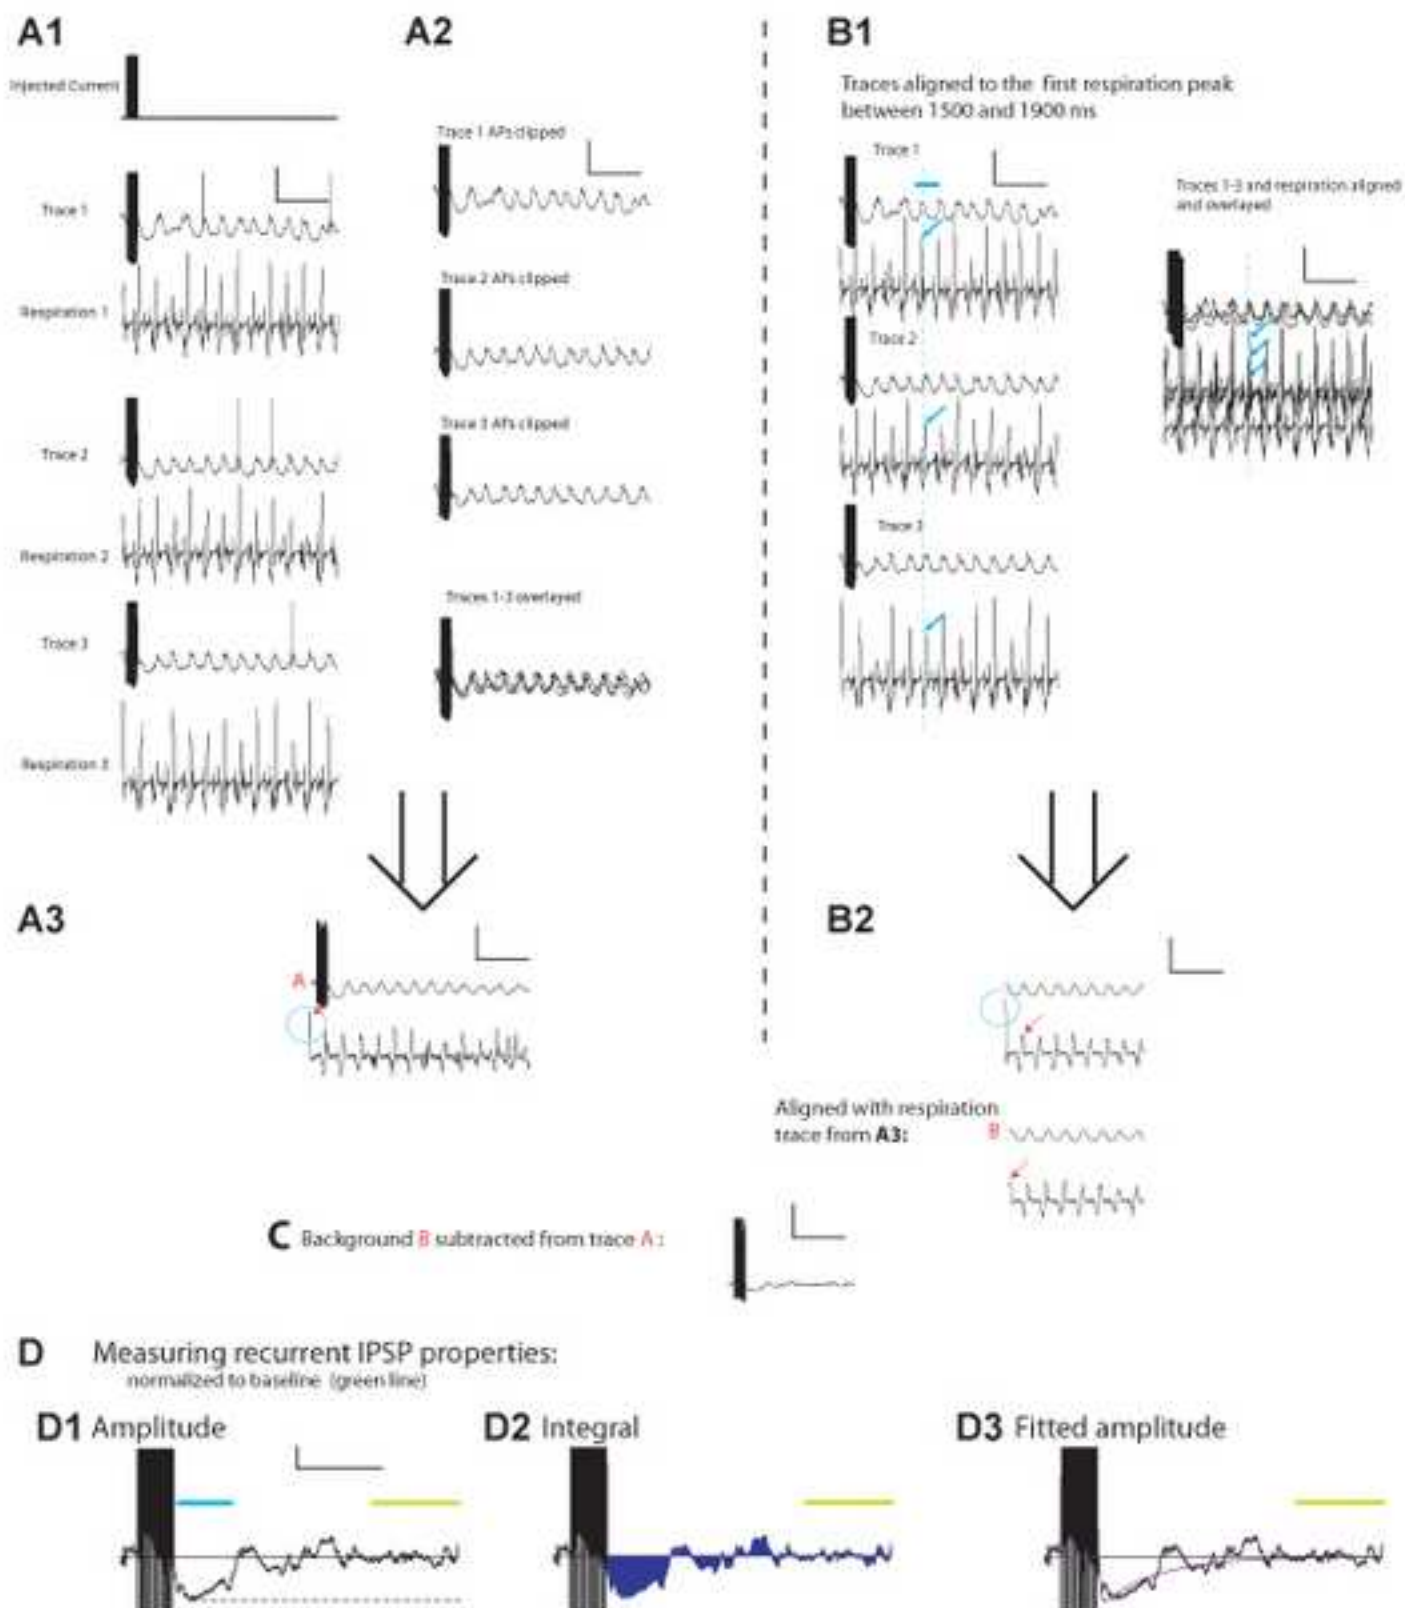 A1
A2
B1
Injected Current
Traces aligned to the first respiration peak
between 1500 and 1900 ms
Trace 1 APs clipped
Trace 1
Traces 1-3 and respiration aligned
and overlayed
Trace 1
Respiration 1
Trace 2 APs clipped
Trace 2
Trace 3 APs clipped
Trace 2
Respiration 2
Trace 3
Traces 1-3 overlayed
Trace 3
Respiration 3
A3
B2
A
Aligned with respiration
trace from A3:
B
C Background B subtracted from trace A :
D Measuring recurrent IPSP properties:
normalized to baseline (green line)
D1 Amplitude
D2 Integral
D3 Fitted amplitude